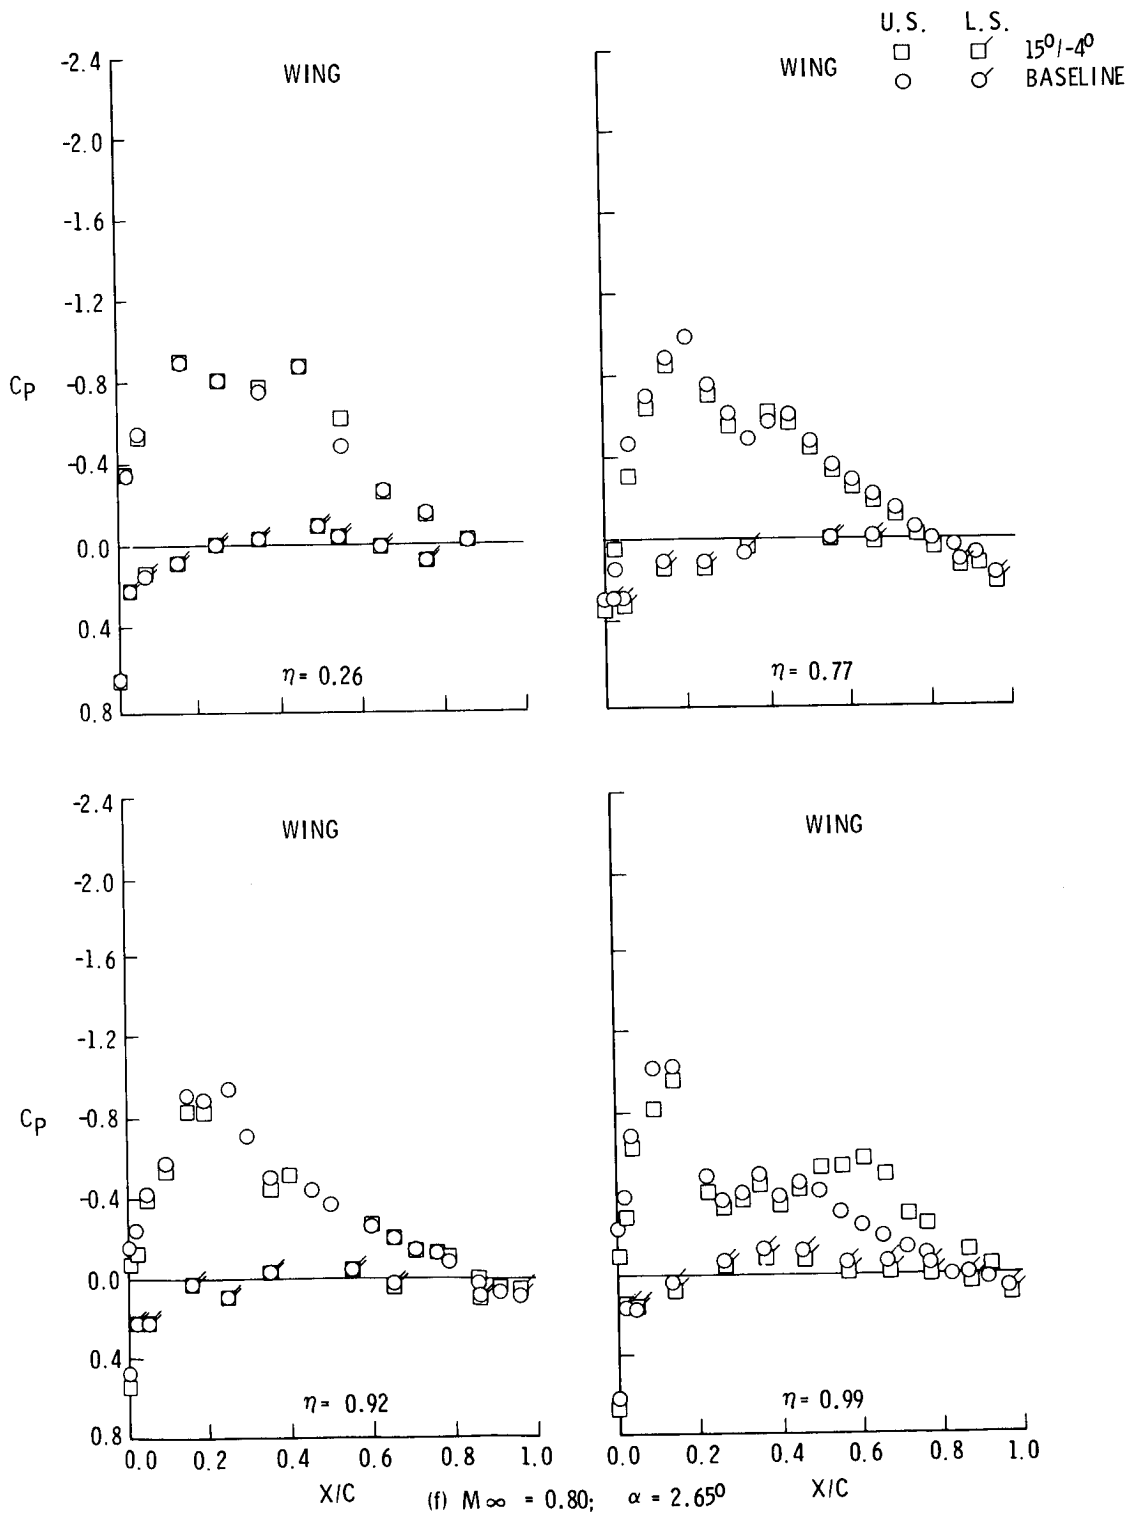 U.S. L.S.
15º/-4º
BASELINE
WING
-2.4
-2.0
-1.6
-1.2
-0.8
-0.4
0.0
0.4
0.8
CP
η = 0.26
WING
η = 0.77
WING
-2.4
-2.0
-1.6
-1.2
-0.8
-0.4
0.0
0.4
0.8
CP
η = 0.92
0.0 0.2 0.4 0.6 0.8 1.0
X/C
WING
η = 0.99
0.0 0.2 0.4 0.6 0.8 1.0
X/C
(f) M∞ = 0.80; α = 2.65º